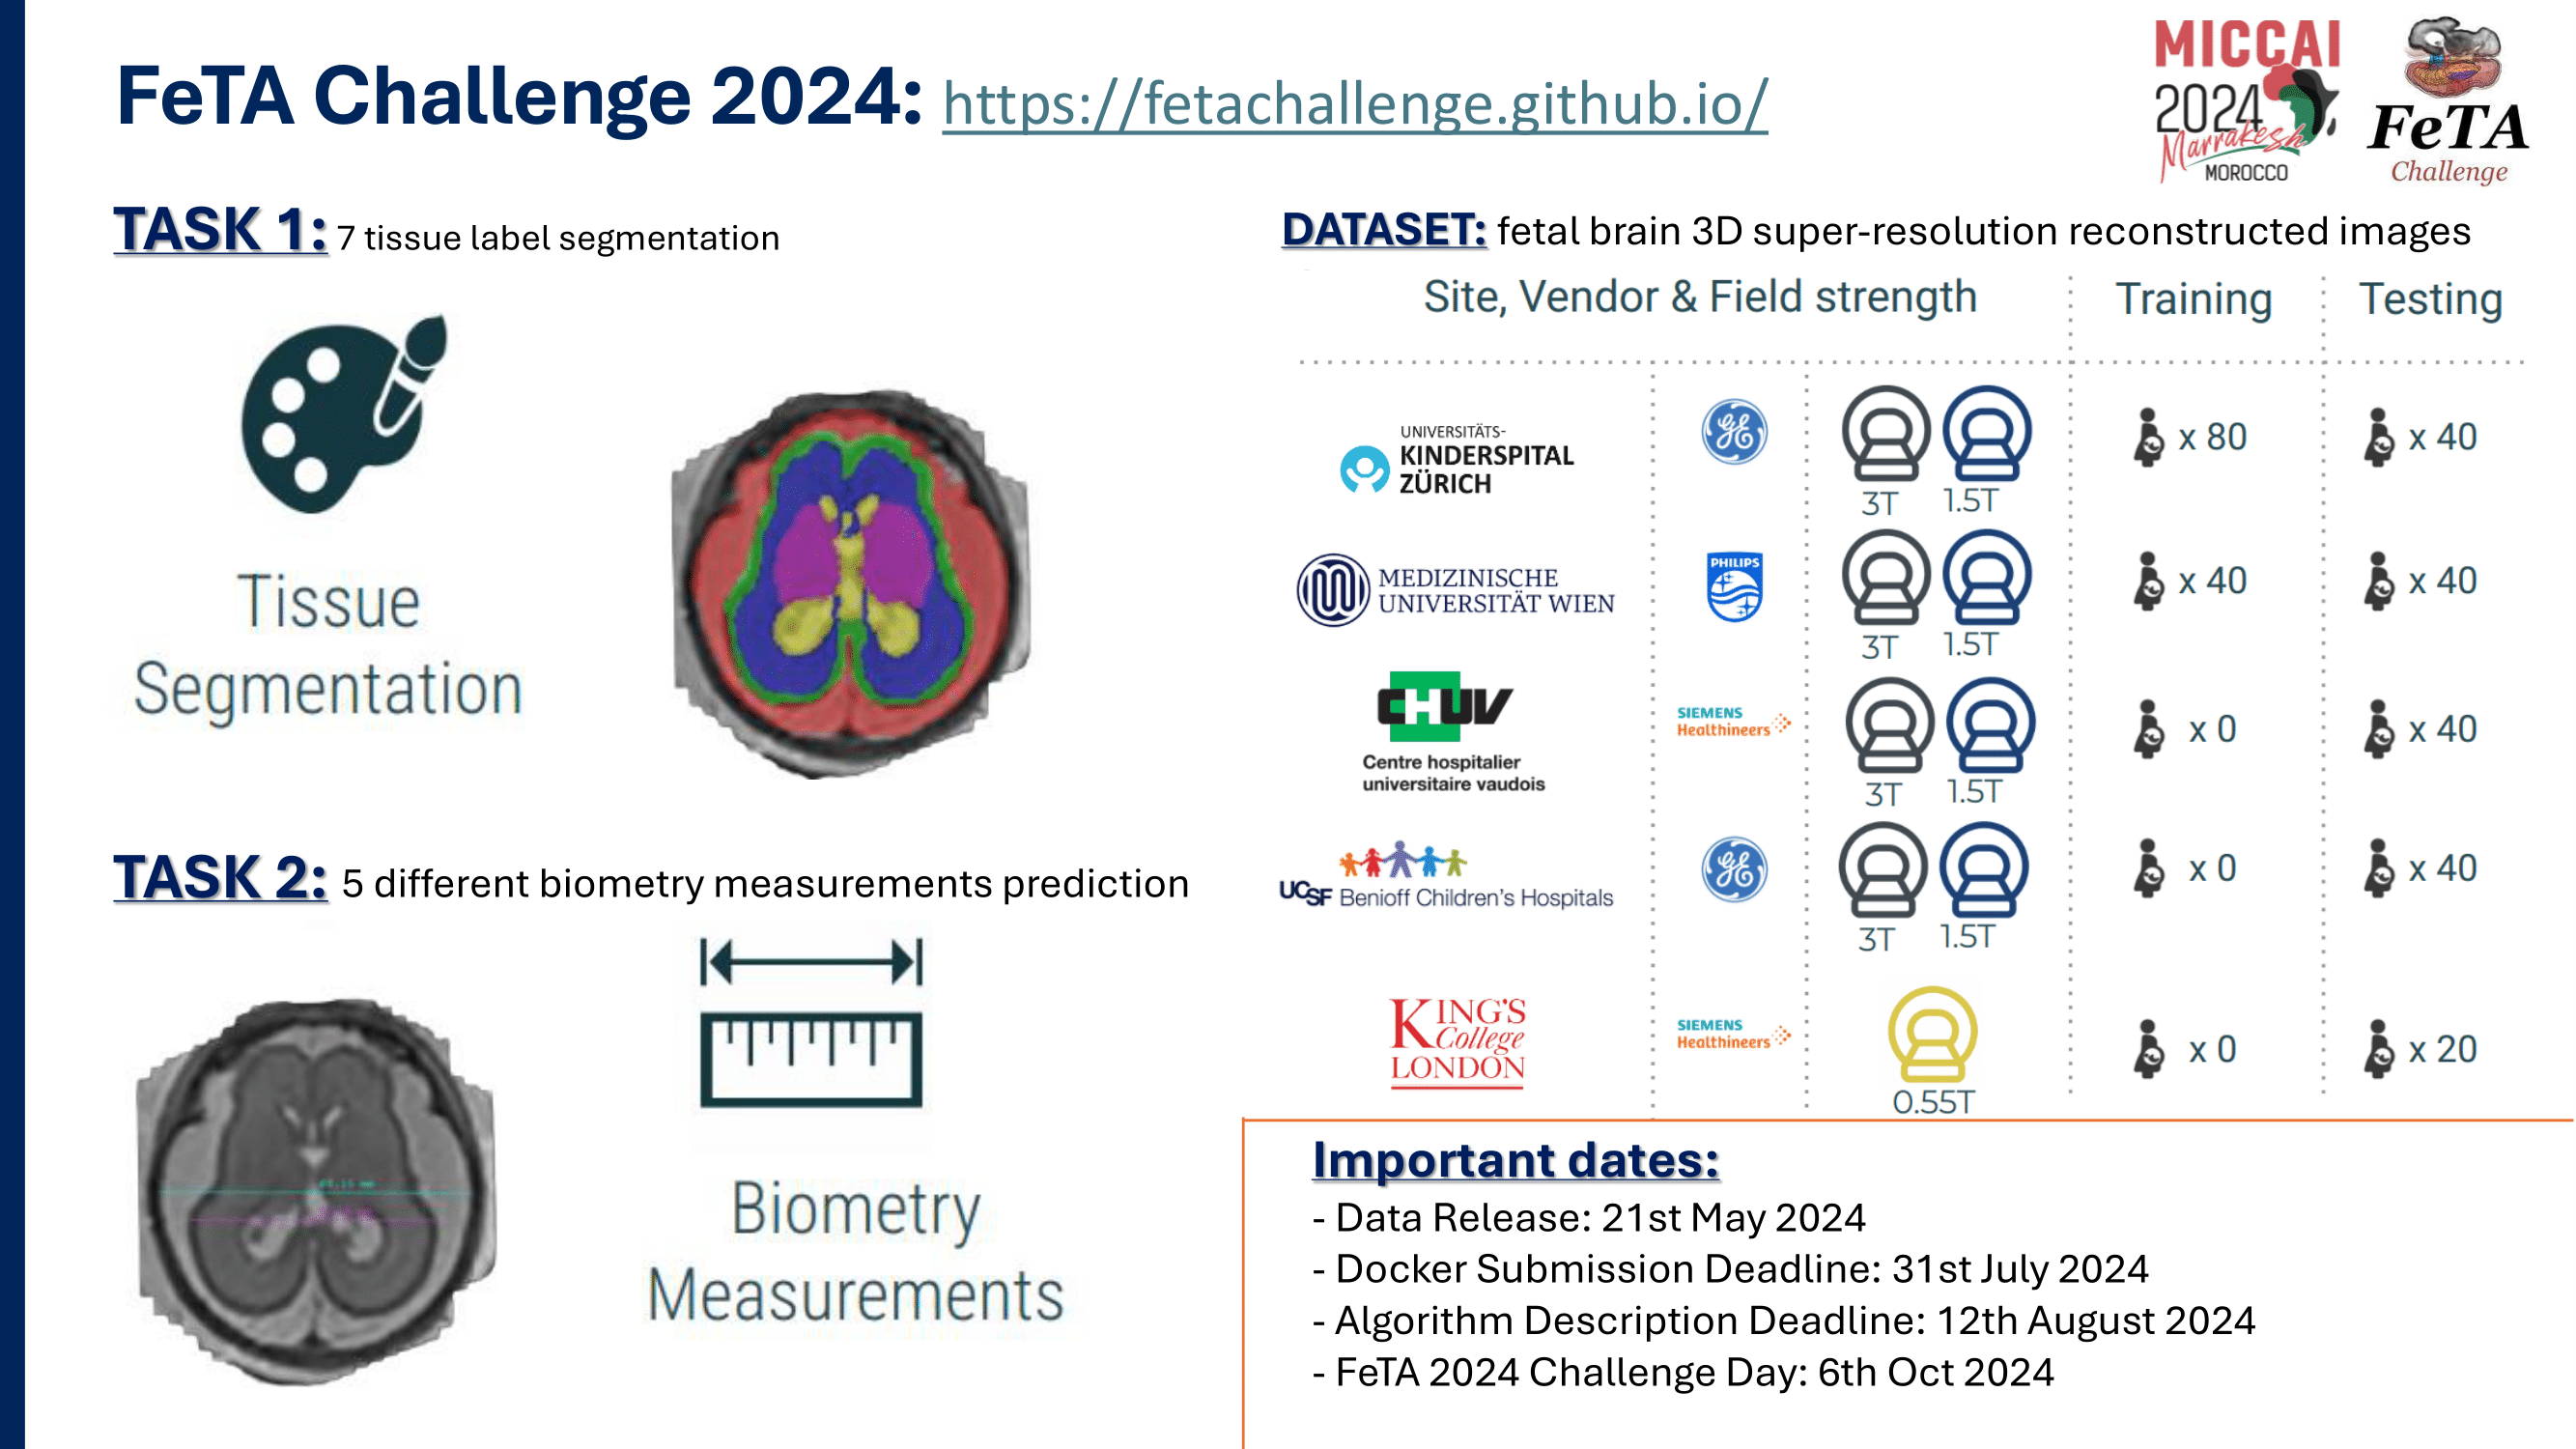 FeTA Challenge 2024: https://fetachallenge.github.io/
MICCAI
2024
Marrakesh
MOROCCO
FeTA
Challenge
TASK 1: 7 tissue label segmentation
Tissue
Segmentation
TASK 2: 5 different biometry measurements prediction
Biometry
Measurements
DATASET: fetal brain 3D super-resolution reconstructed images
Site, Vendor & Field strength Training Testing
UNIVERSITÄTS-
KINDERSPITAL
ZÜRICH
GE
3T 1.5T
x 80 x 40
MEDIZINISCHE
UNIVERSITÄT WIEN
PHILIPS
3T 1.5T
x 40 x 40
CHUV
Centre hospitalier
universitaire vaudois
SIEMENS
Healthineers
3T 1.5T
x 0 x 40
UCSF Benioff Children's Hospitals
GE
3T 1.5T
x 0 x 40
KING'S
College
LONDON
SIEMENS
Healthineers
0.55T
x 0 x 20
Important dates:
- Data Release: 21st May 2024
- Docker Submission Deadline: 31st July 2024
- Algorithm Description Deadline: 12th August 2024
- FeTA 2024 Challenge Day: 6th Oct 2024